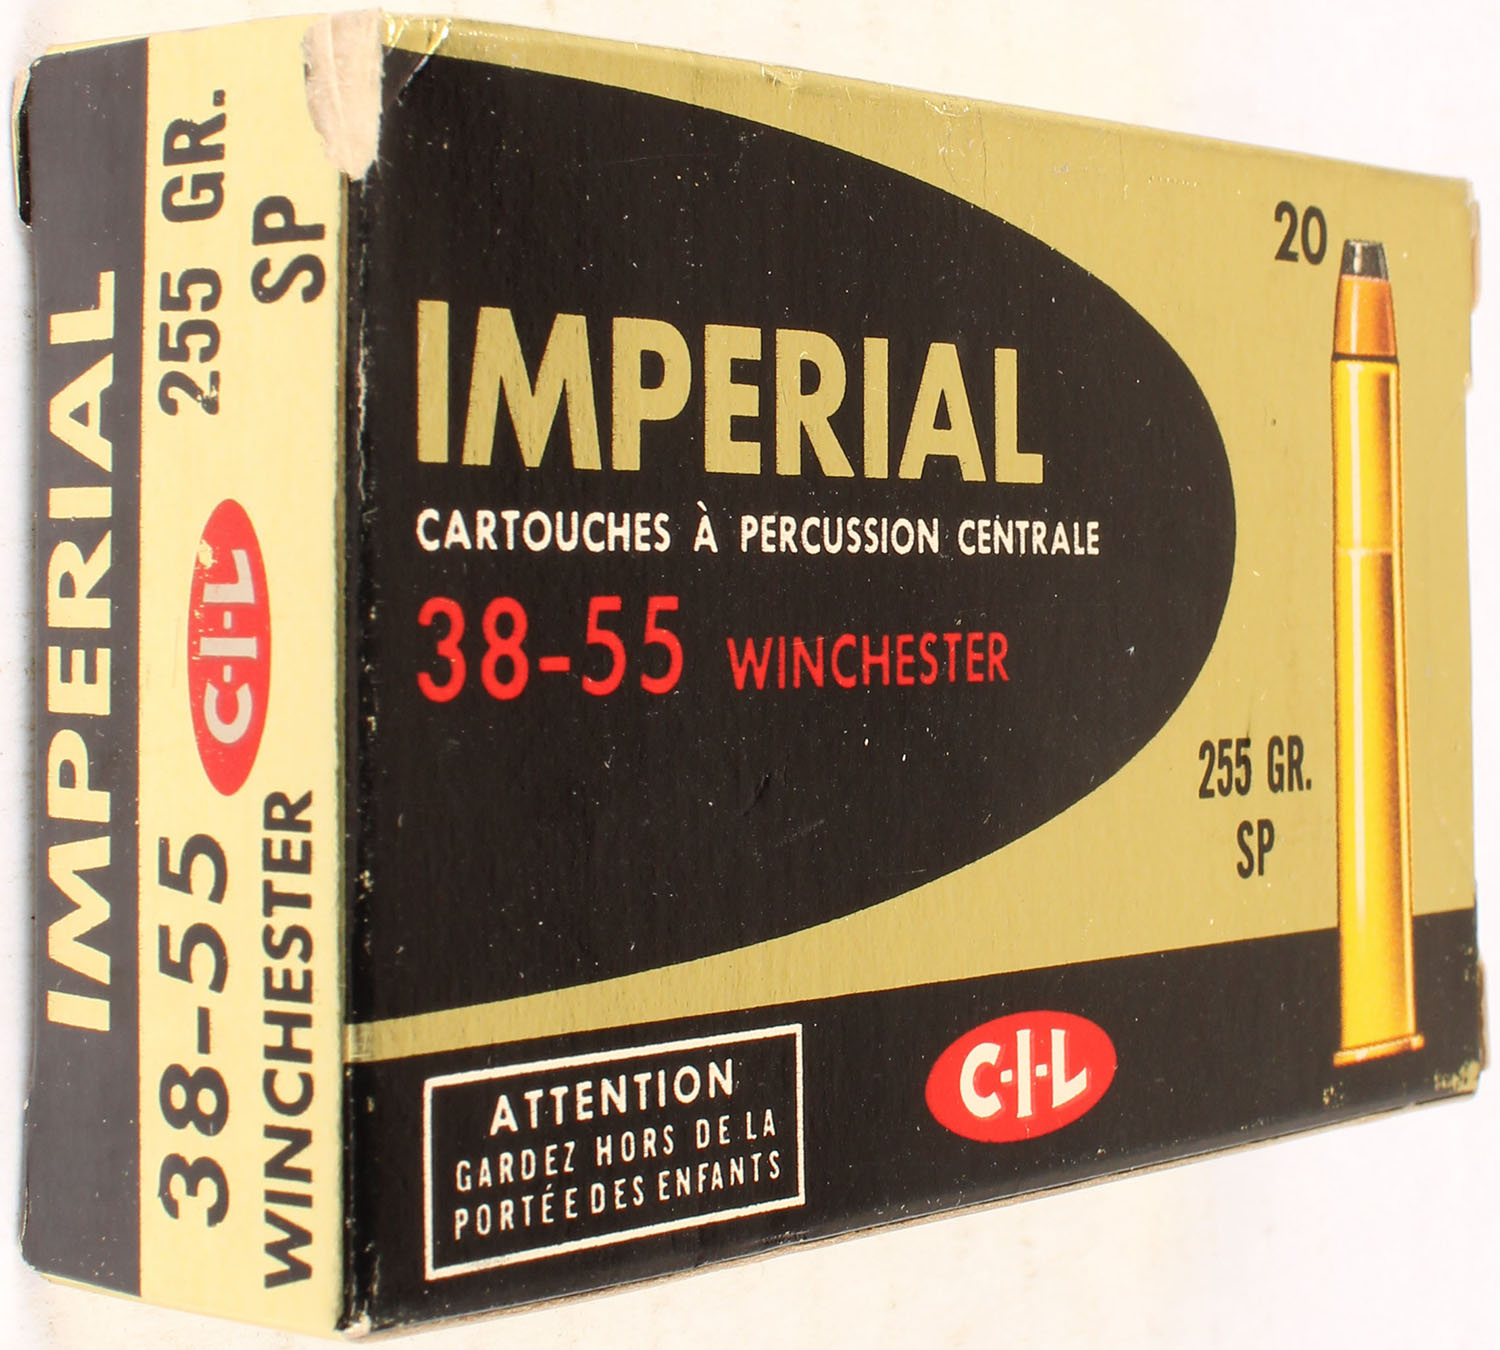 IMPERIAL
38-55 255 GR.
C-I-L
WINCHESTER SP
20
IMPERIAL
CARTOUCHES À PERCUSSION CENTRALE
38-55 WINCHESTER
255 GR.
SP
C-I-L
ATTENTION
GARDEZ HORS DE LA
PORTÉE DES ENFANTS